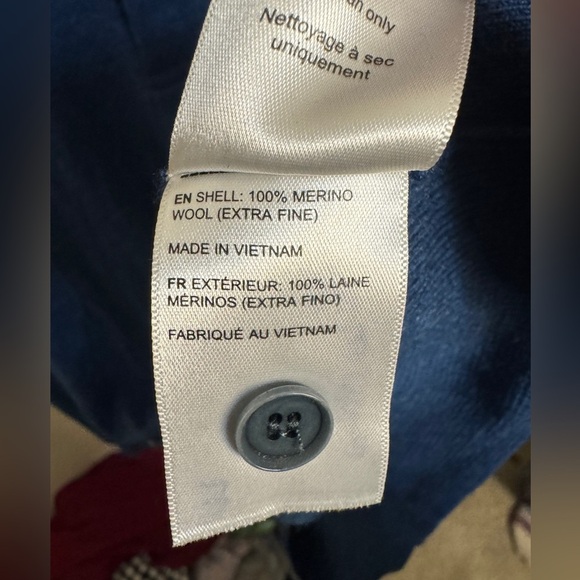 only
Nettoyage à sec
uniquement
EN SHELL: 100% MERINO
WOOL (EXTRA FINE)
MADE IN VIETNAM
FR EXTÉRIEUR: 100% LAINE
MÉRINOS (EXTRA FINO)
FABRIQUÉ AU VIETNAM